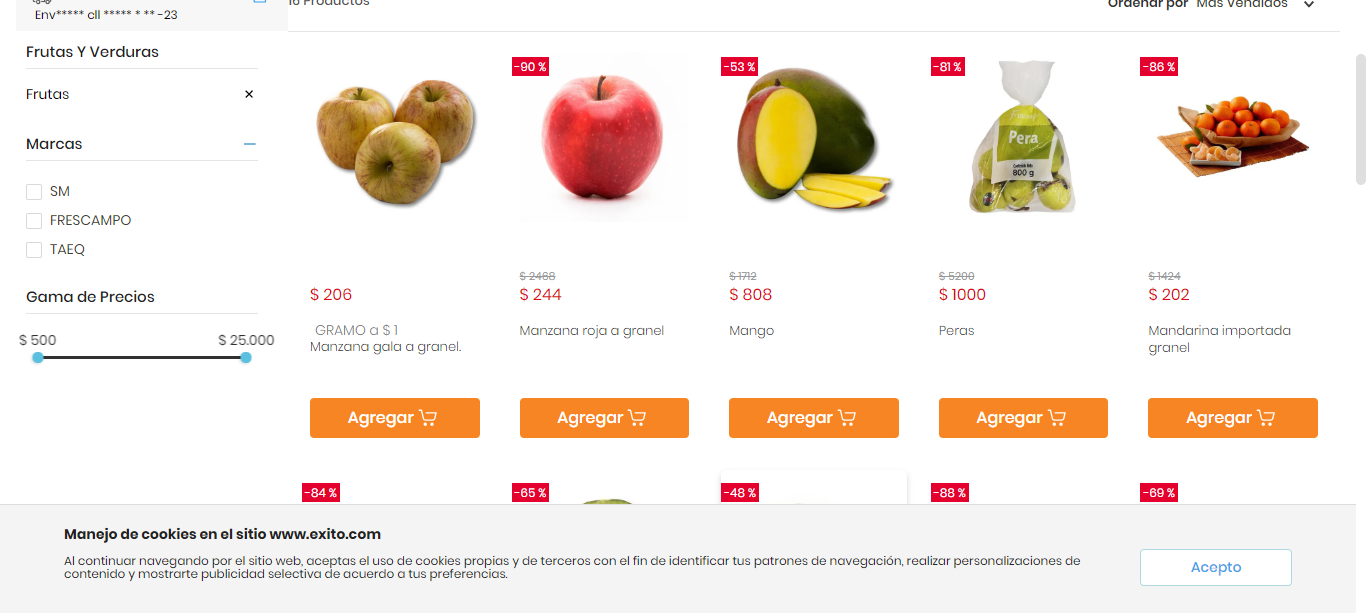 Env***** cll ***** * ** -23
16 Productos
Ordenar por Más Vendidos
Frutas Y Verduras
Frutas ×
Marcas
SM
FRESCAMPO
TAEQ
Gama de Precios
$ 500 $ 25.000
$ 206
GRAMO a $ 1
Manzana gala a granel.
Agregar
-90 %
$ 2468
$ 244
Manzana roja a granel
Agregar
-53 %
$ 1712
$ 808
Mango
Agregar
-81 %
Pera
800 g
$ 5200
$ 1000
Peras
Agregar
-86 %
$ 1424
$ 202
Mandarina importada
granel
Agregar
-84 %
-65 %
-48 %
-88 %
-69 %
Manejo de cookies en el sitio www.exito.com
Al continuar navegando por el sitio web, aceptas el uso de cookies propias y de terceros con el fin de identificar tus patrones de navegación, realizar personalizaciones de
contenido y mostrarte publicidad selectiva de acuerdo a tus preferencias.
Acepto